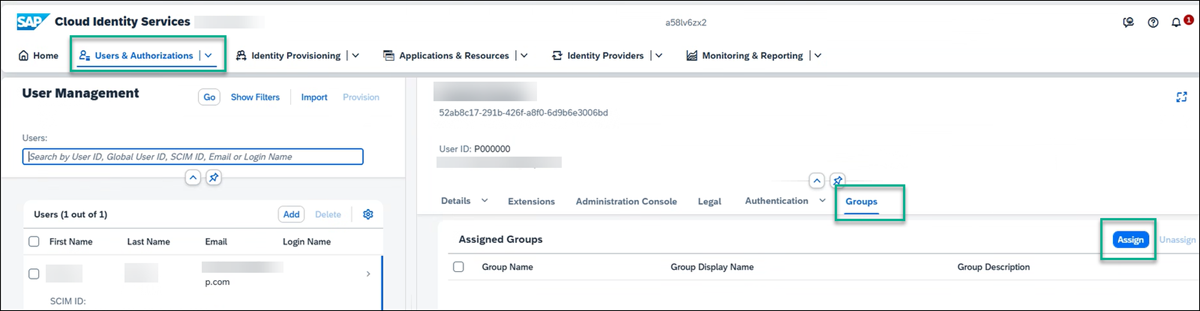 SAP Cloud Identity Services
a58lv6zx2
1
Home Users & Authorizations Identity Provisioning Applications & Resources Identity Providers Monitoring & Reporting
User Management Go Show Filters Import Provision
Users:
Search by User ID, Global User ID, SCIM ID, Email or Login Name
Users (1 out of 1) Add Delete
First Name Last Name Email Login Name
p.com
SCIM ID:
52ab8c17-291b-426f-a8f0-6d9b6e3006bd
User ID: P000000
Details Extensions Administration Console Legal Authentication Groups
Assigned Groups Assign Unassign
Group Name Group Display Name Group Description